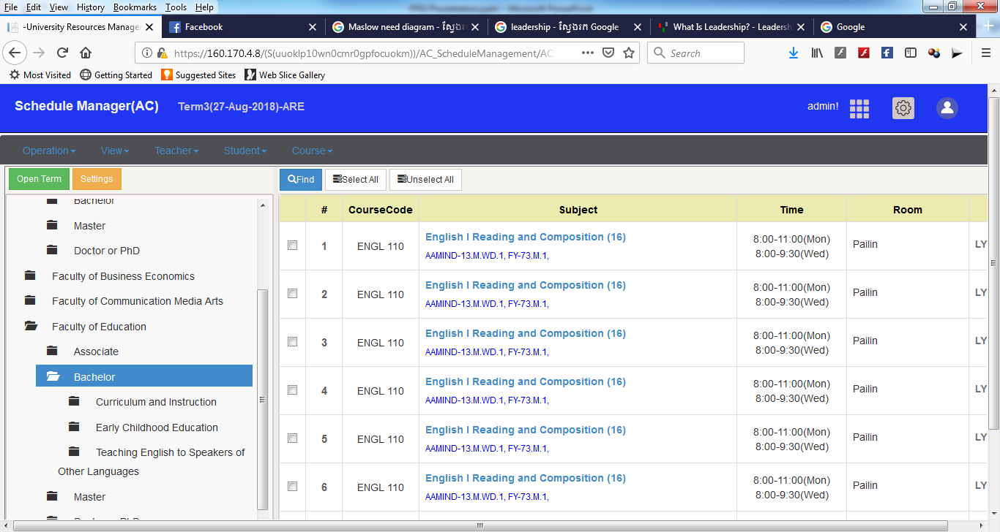 File Edit View History Bookmarks Tools Help
-University Resources Manage
Facebook
Maslow need diagram - ស្វែងរក
leadership - ស្វែងរក Google
What Is Leadership? - Leadersh
Google
https://160.170.4.8/(S(uuoklp10wn0cmr0gpfocuokm))/AC_ScheduleManagement/AC
Search
Most Visited Getting Started Suggested Sites Web Slice Gallery
Schedule Manager(AC) Term3(27-Aug-2018)-ARE admin!
Operation View Teacher Student Course
Open Term Settings
Bachelor
Master
Doctor or PhD
Faculty of Business Economics
Faculty of Communication Media Arts
Faculty of Education
Associate
Bachelor
Curriculum and Instruction
Early Childhood Education
Teaching English to Speakers of
Other Languages
Master
Find Select All Unselect All
# CourseCode Subject Time Room
1 ENGL 110 English I Reading and Composition (16) 8:00-11:00(Mon) Pailin LY
AAMIND-13.M.WD.1, FY-73.M.1, 8:00-9:30(Wed)
2 ENGL 110 English I Reading and Composition (16) 8:00-11:00(Mon) Pailin LY
AAMIND-13.M.WD.1, FY-73.M.1, 8:00-9:30(Wed)
3 ENGL 110 English I Reading and Composition (16) 8:00-11:00(Mon) Pailin LY
AAMIND-13.M.WD.1, FY-73.M.1, 8:00-9:30(Wed)
4 ENGL 110 English I Reading and Composition (16) 8:00-11:00(Mon) Pailin LY
AAMIND-13.M.WD.1, FY-73.M.1, 8:00-9:30(Wed)
5 ENGL 110 English I Reading and Composition (16) 8:00-11:00(Mon) Pailin LY
AAMIND-13.M.WD.1, FY-73.M.1, 8:00-9:30(Wed)
6 ENGL 110 English I Reading and Composition (16) 8:00-11:00(Mon) Pailin LY
AAMIND-13.M.WD.1, FY-73.M.1, 8:00-9:30(Wed)